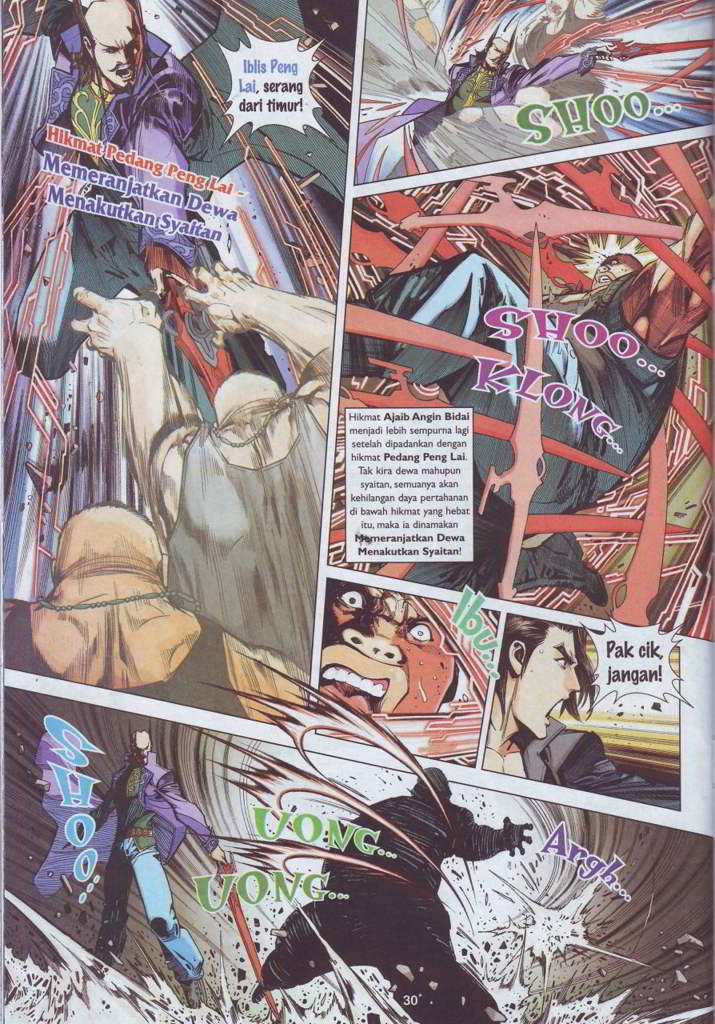 Iblis Peng
Lai, serang
dari timur!
Hikmat Pedang Peng Lai -
Memeranjatkan Dewa
Menakutkan Syaitan
SHOO...
SHOO...
KLONG...
Hikmat Ajaib Angin Bidai
menjadi lebih sempurna lagi
setelah dipadankan dengan
hikmat Pedang Peng Lai.
Tak kira dewa mahupun
syaitan, semuanya akan
kehilangan daya pertahanan
di bawah hikmat yang hebat
itu, maka ia dinamakan
Memeranjatkan Dewa
Menakutkan Syaitan!
Ibu...
Pak cik,
jangan!
SHOO...
UONG...
UONG...
Argh...
30